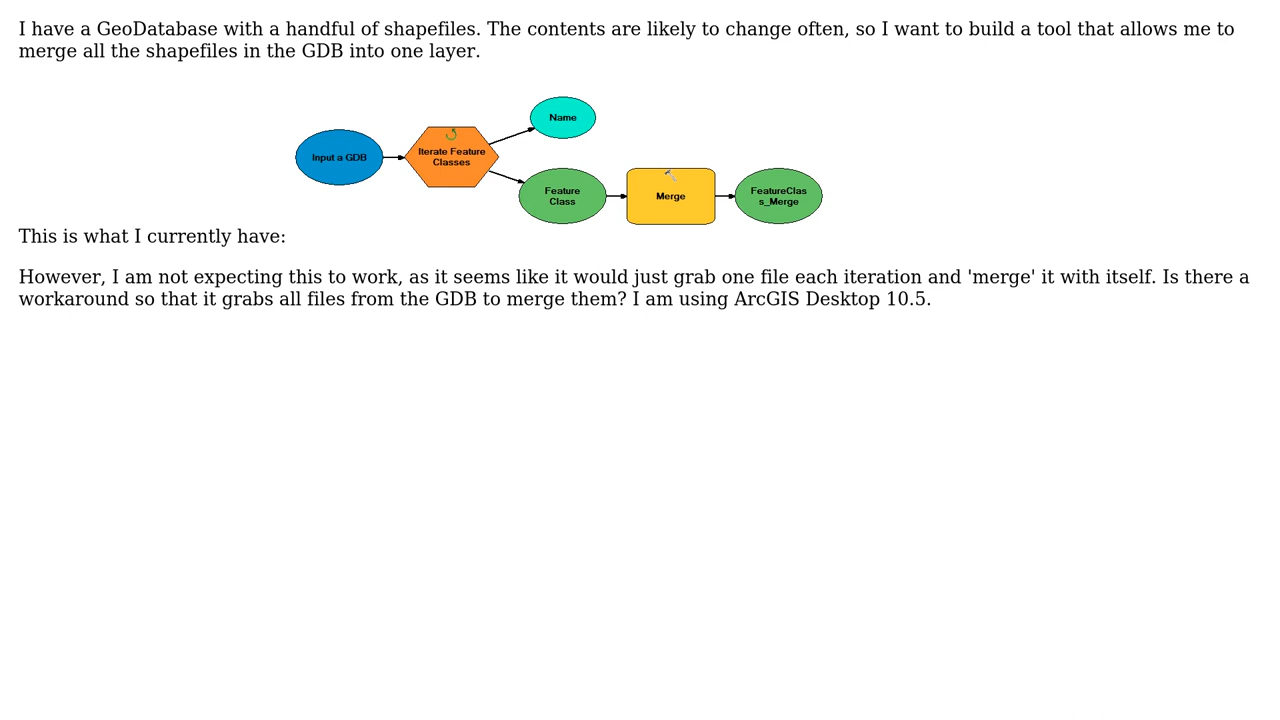 I have a GeoDatabase with a handful of shapefiles. The contents are likely to change often, so I want to build a tool that allows me to
merge all the shapefiles in the GDB into one layer.
Name
Input a GDB
Iterate Feature
Classes
Feature
Class
Merge
FeatureClas
s_Merge
This is what I currently have:
However, I am not expecting this to work, as it seems like it would just grab one file each iteration and 'merge' it with itself. Is there a
workaround so that it grabs all files from the GDB to merge them? I am using ArcGIS Desktop 10.5.